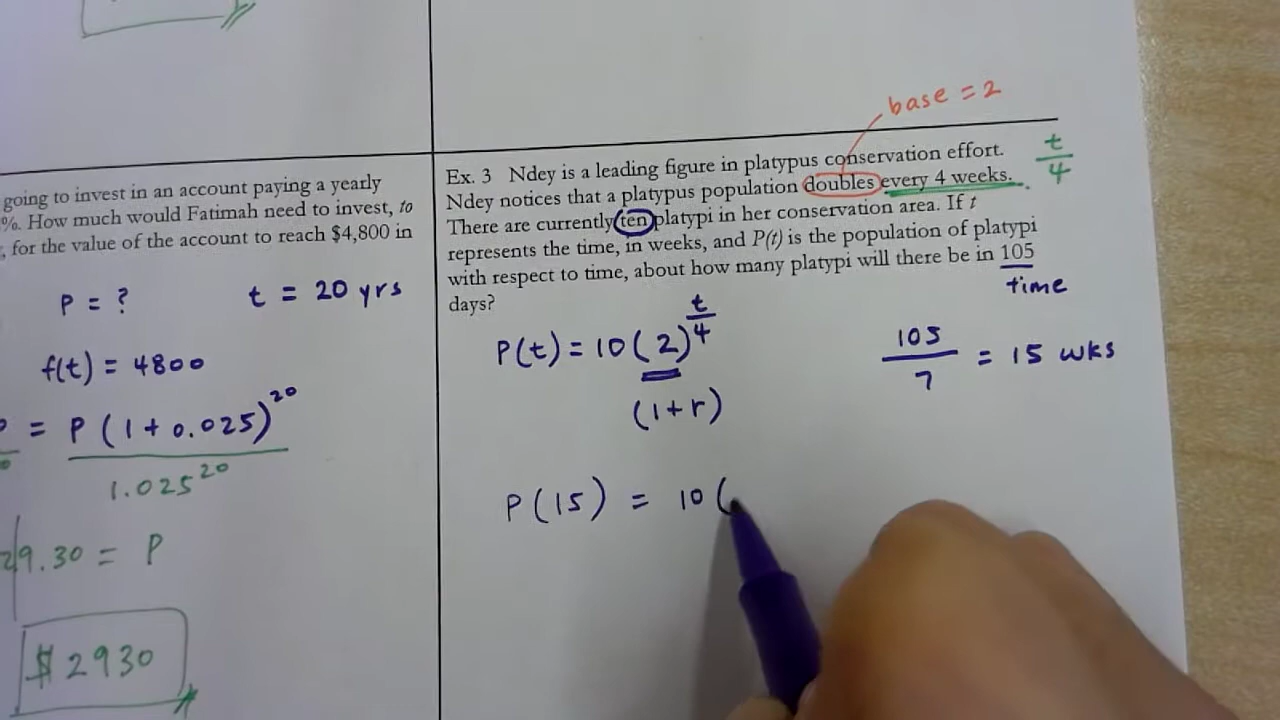 going to invest in an account paying a yearly
%. How much would Fatimah need to invest, to
, for the value of the account to reach $4,800 in
P = ?
t = 20 yrs
f(t) = 4800
= P (1 + 0.025)^20
1.025^20
29.30 = P
$2930
base = 2
Ex. 3 Ndey is a leading figure in platypus conservation effort.
Ndey notices that a platypus population doubles every 4 weeks.
t/4
There are currently ten platypi in her conservation area. If t
represents the time, in weeks, and P(t) is the population of platypi
with respect to time, about how many platypi will there be in 105
days?
time
P(t) = 10 (2)^t/4
(1 + r)
105/7 = 15 wks
P(15) = 10 (